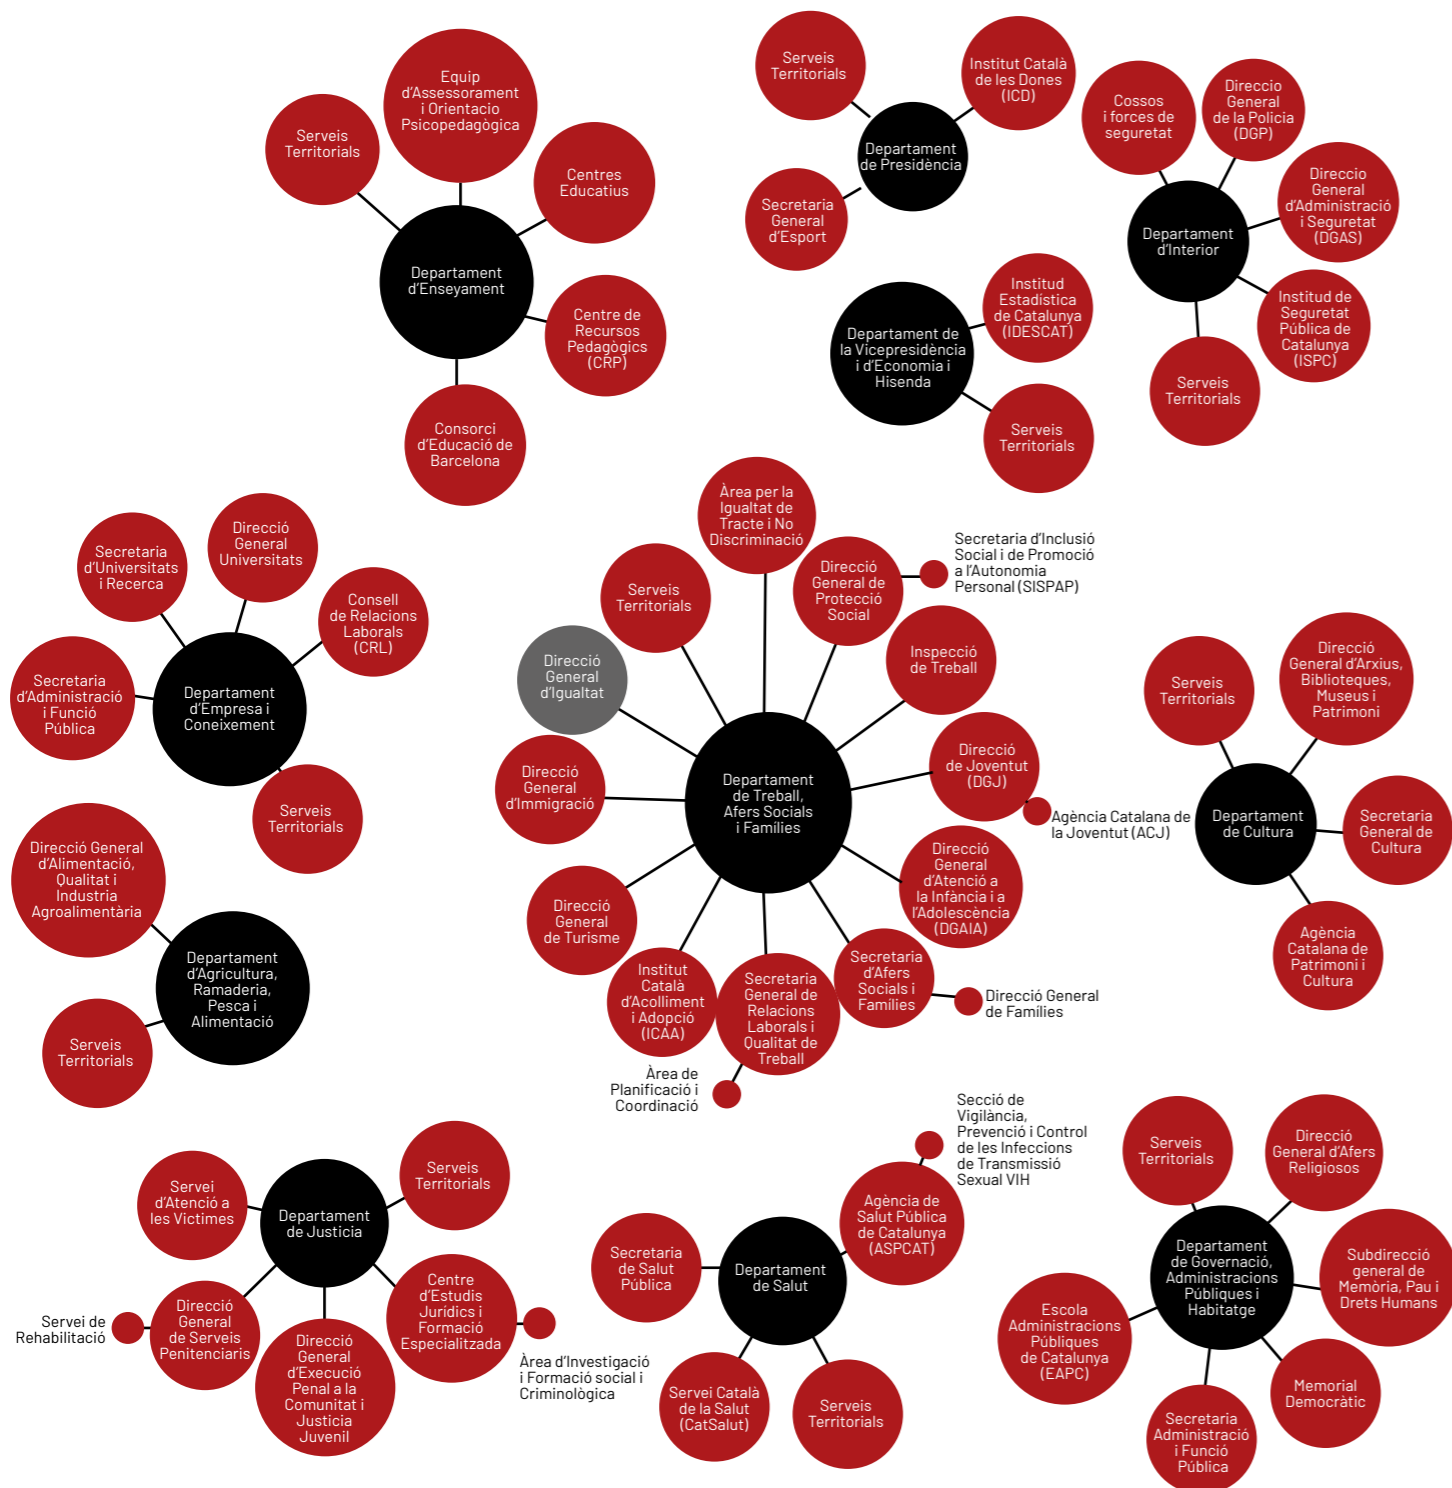 Equip
d'Assessorament
i Orientacio
Psicopedagògica
Serveis
Territorials
Centres
Educatius
Departament
d'Enseyament
Centre de
Recursos
Pedagògics
(CRP)
Consorci
d'Educació de
Barcelona
Serveis
Territorials
Institut Català
de les Dones
(ICD)
Departament
de Presidència
Secretaria
General
d'Esport
Cossos
i forces de
seguretat
Direccio
General
de la Policia
(DGP)
Direccio
General
d'Administració
i Seguretat
(DGAS)
Departament
d'Interior
Institud de
Seguretat
Pública de
Catalunya
(ISPC)
Serveis
Territorials
Institud
Estadística
de Catalunya
(IDESCAT)
Departament de
la Vicepresidència
i d'Economia i
Hisenda
Serveis
Territorials
Secretaria
d'Universitats
i Recerca
Direcció
General
Universitats
Consell
de Relacions
Laborals
(CRL)
Secretaria
d'Administració
i Funció
Pública
Departament
d'Empresa i
Coneixement
Serveis
Territorials
Direcció General
d'Alimentació,
Qualitat i
Industria
Agroalimentària
Departament
d'Agricultura,
Ramaderia,
Pesca i
Alimentació
Serveis
Territorials
Àrea per la
Igualtat de
Tracte i No
Discriminació
Serveis
Territorials
Direcció
General de
Protecció
Social
Secretaria d'Inclusió
Social i de Promoció
a l'Autonomia
Personal (SISPAP)
Direcció
General
d'Igualtat
Inspecció
de Treball
Direcció
General
d'Immigració
Departament
de Treball,
Afers Socials
i Famílies
Direcció
de Joventut
(DGJ)
Agència Catalana de
la Joventut (ACJ)
Direcció
General
d'Atenció a
la Infància i a
l'Adolescència
(DGAIA)
Direcció
General
de Turisme
Institut
Català
d'Acolliment
i Adopció
(ICAA)
Secretaria
General de
Relacions
Laborals i
Qualitat de
Treball
Secretaria
d'Afers
Socials i
Famílies
Direcció General
de Famílies
Àrea de
Planificació i
Coordinació
Serveis
Territorials
Direcció
General d'Arxius,
Biblioteques,
Museus i
Patrimoni
Departament
de Cultura
Secretaria
General de
Cultura
Agència
Catalana de
Patrimoni i
Cultura
Servei
d'Atenció a
les Victimes
Departament
de Justicia
Serveis
Territorials
Servei de
Rehabilitació
Direcció
General
de Serveis
Penitenciaris
Direcció
General
d'Execució
Penal a la
Comunitat i
Justicia
Juvenil
Centre
d'Estudis
Jurídics i
Formació
Especialitzada
Àrea d'Investigació
i Formació social i
Criminològica
Secció de
Vigilància,
Prevenció i Control
de les Infeccions
de Transmissió
Sexual VIH
Agència de
Salut Pública
de Catalunya
(ASPCAT)
Secretaria
de Salut
Pública
Departament
de Salut
Servei Català
de la Salut
(CatSalut)
Serveis
Territorials
Serveis
Territorials
Direcció
General d'Afers
Religiosos
Departament
de Governació,
Administracions
Públiques i
Habitatge
Subdirecció
general de
Memòria, Pau i
Drets Humans
Escola
Administracions
Públiques
de Catalunya
(EAPC)
Memorial
Democràtic
Secretaria
Administració
i Funció
Pública